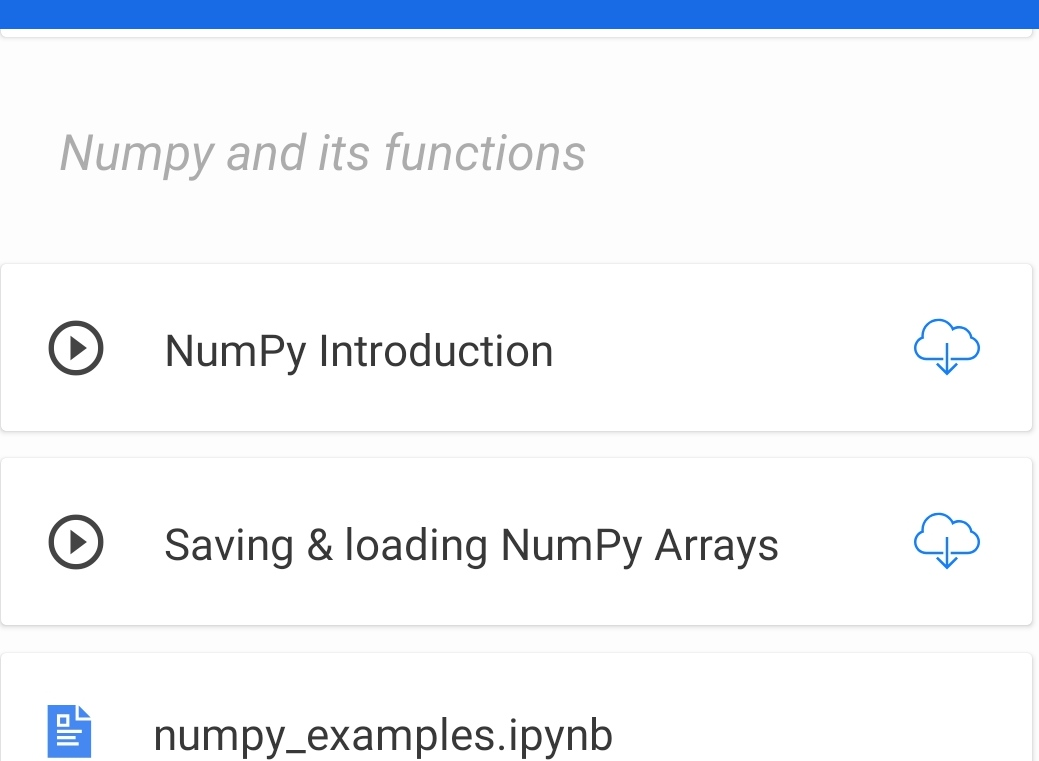 Numpy and its functions
NumPy Introduction
Saving & loading NumPy Arrays
numpy_examples.ipynb